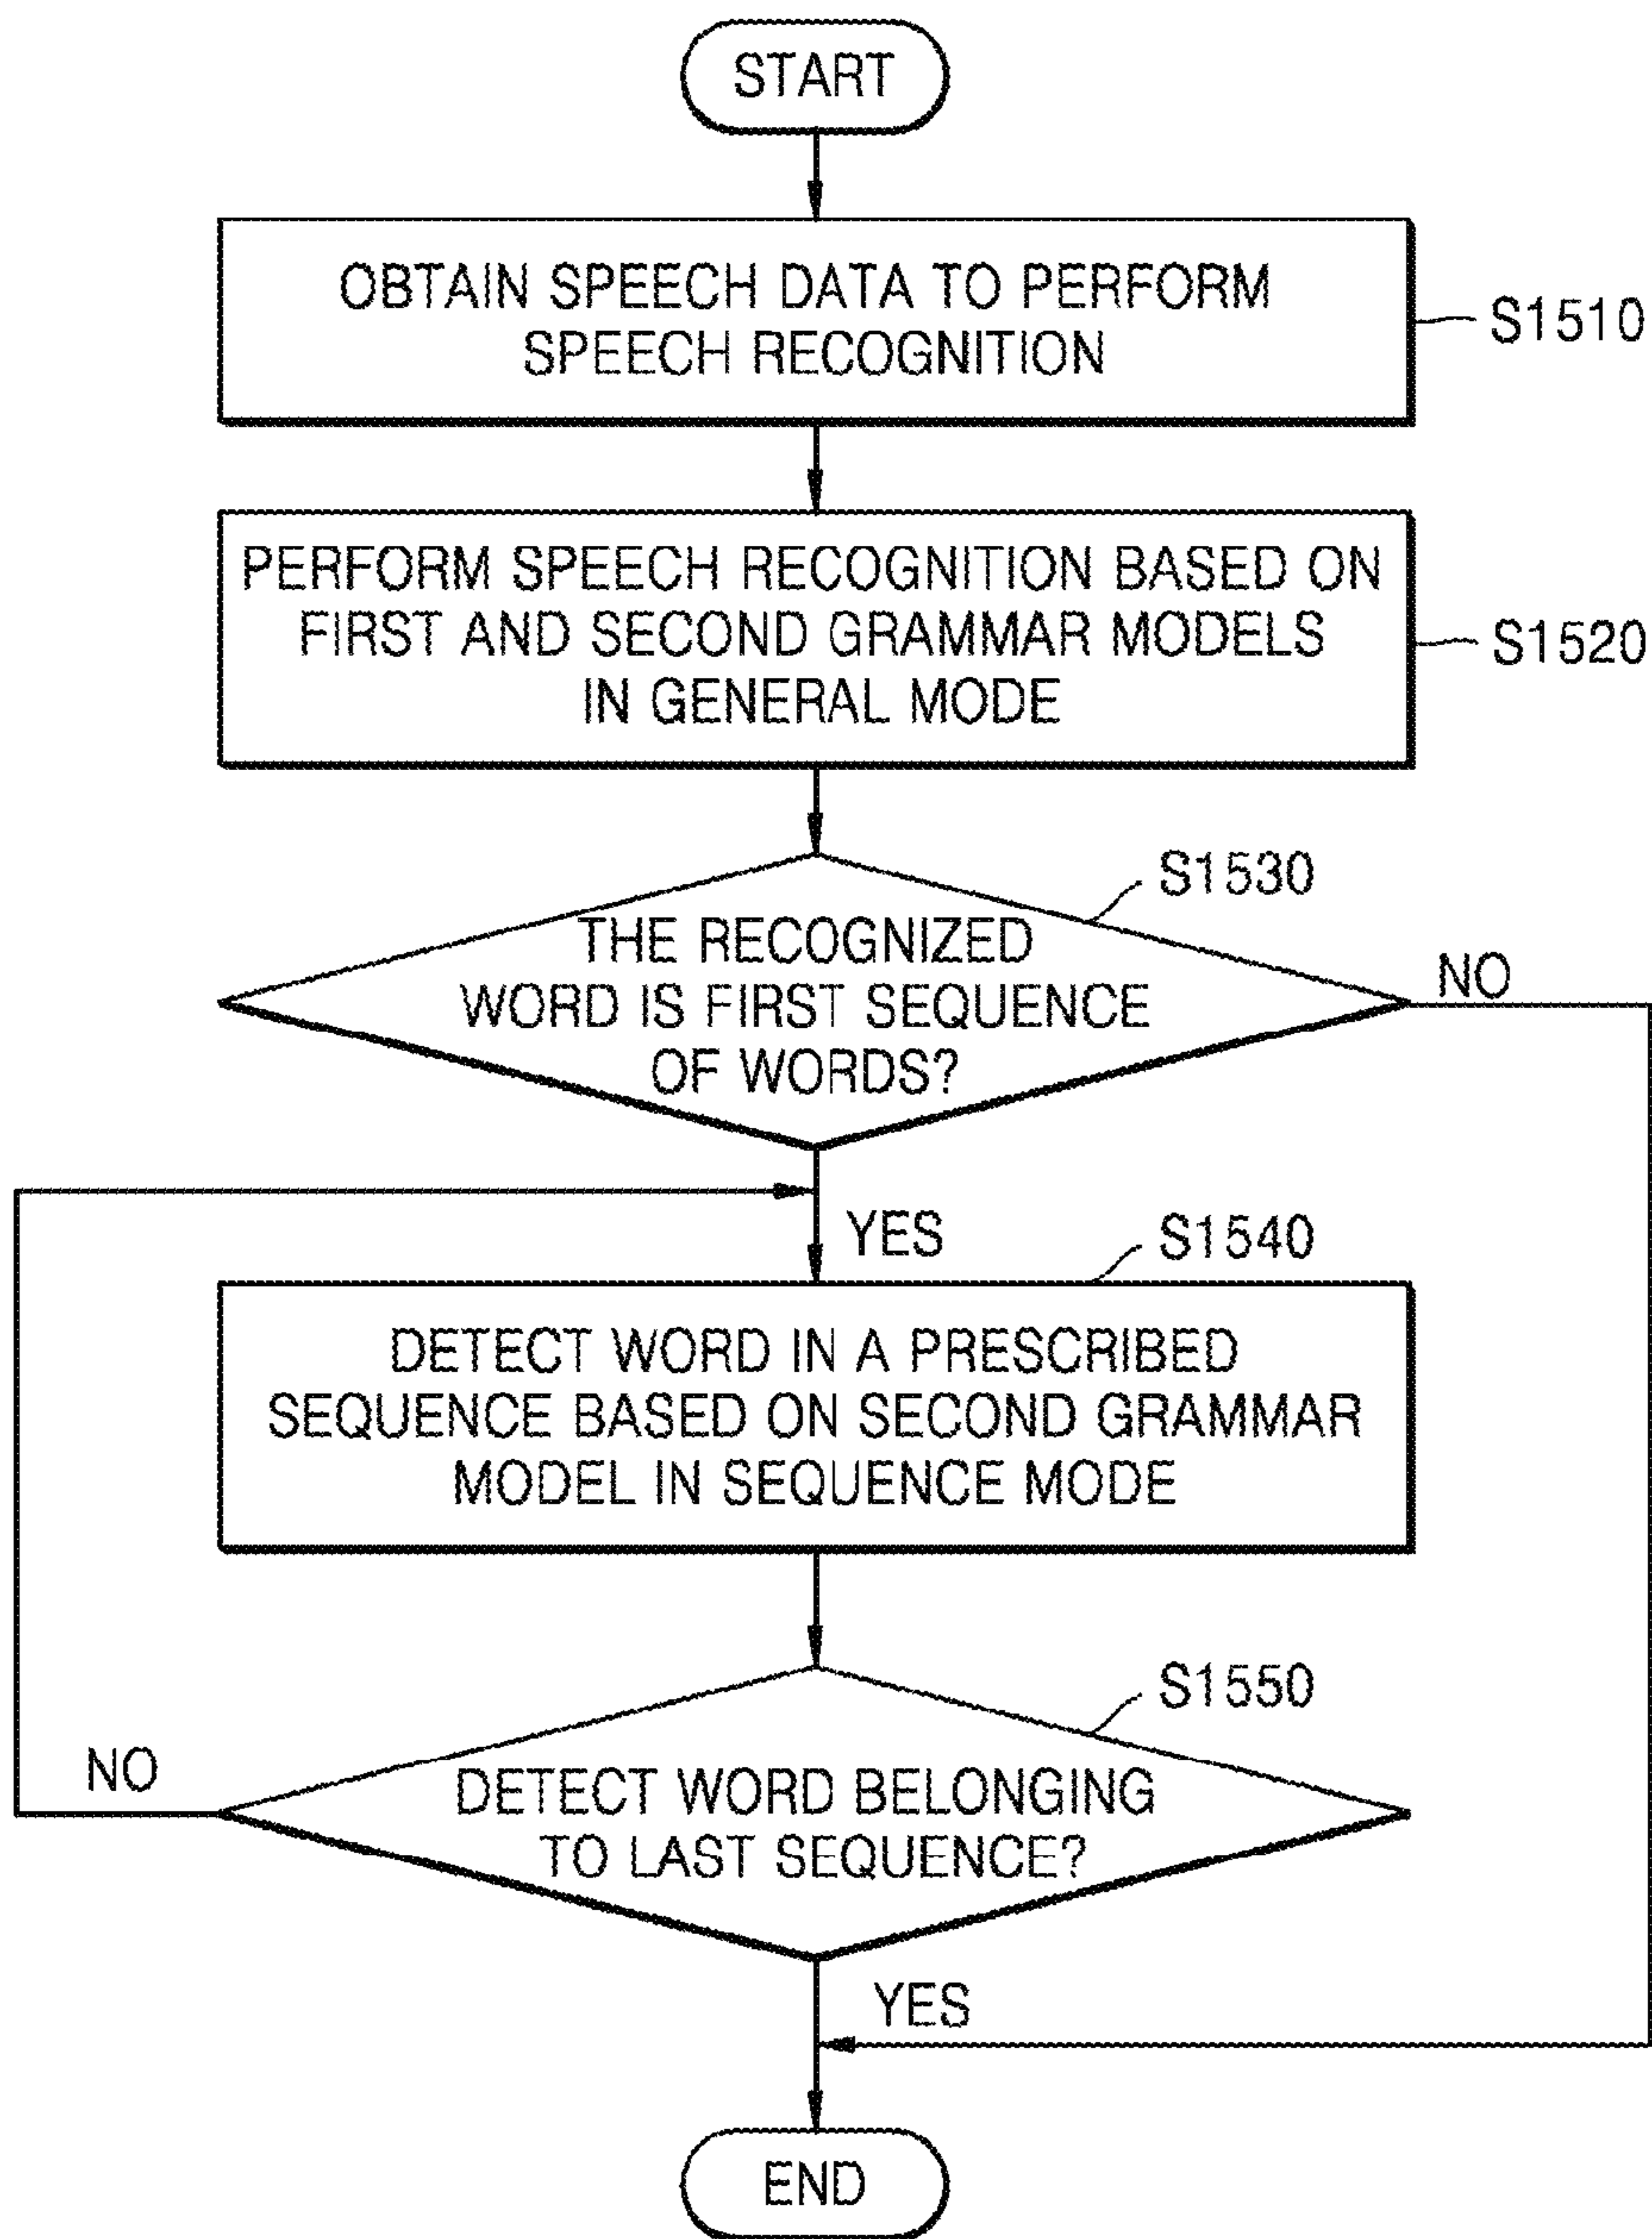 START
OBTAIN SPEECH DATA TO PERFORM
SPEECH RECOGNITION
S1510
PERFORM SPEECH RECOGNITION BASED ON
FIRST AND SECOND GRAMMAR MODELS
IN GENERAL MODE
S1520
S1530
THE RECOGNIZED
WORD IS FIRST SEQUENCE
OF WORDS?
NO
YES
S1540
DETECT WORD IN A PRESCRIBED
SEQUENCE BASED ON SECOND GRAMMAR
MODEL IN SEQUENCE MODE
S1550
NO
DETECT WORD BELONGING
TO LAST SEQUENCE?
YES
END